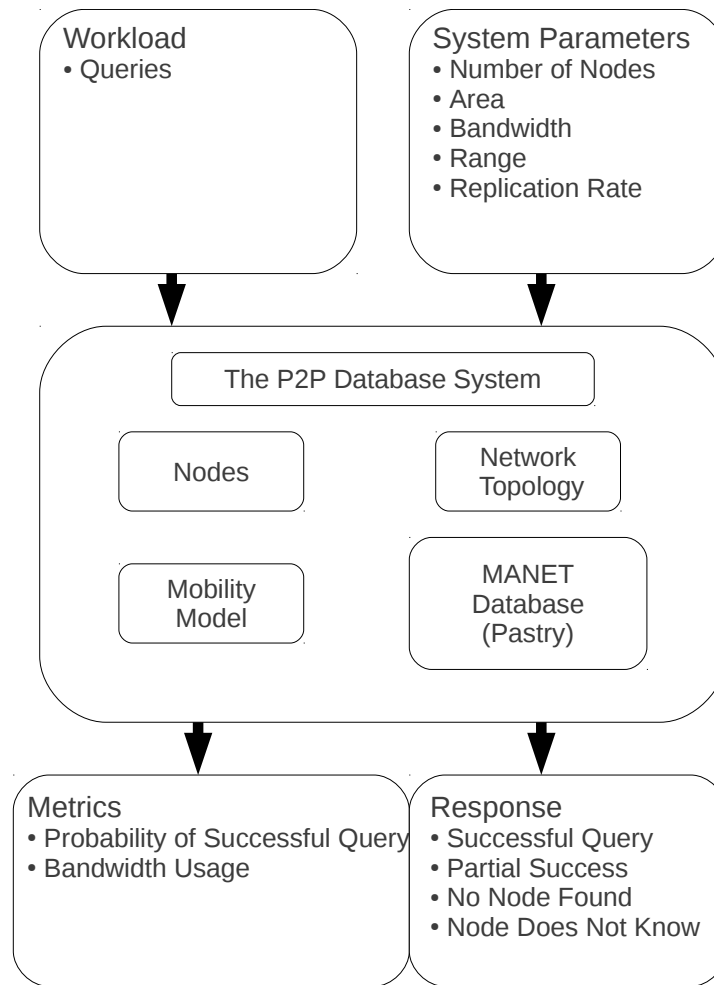 Workload
• Queries
System Parameters
• Number of Nodes
• Area
• Bandwidth
• Range
• Replication Rate
The P2P Database System
Nodes
Network
Topology
Mobility
Model
MANET
Database
(Pastry)
Metrics
• Probability of Successful Query
• Bandwidth Usage
Response
• Successful Query
• Partial Success
• No Node Found
• Node Does Not Know